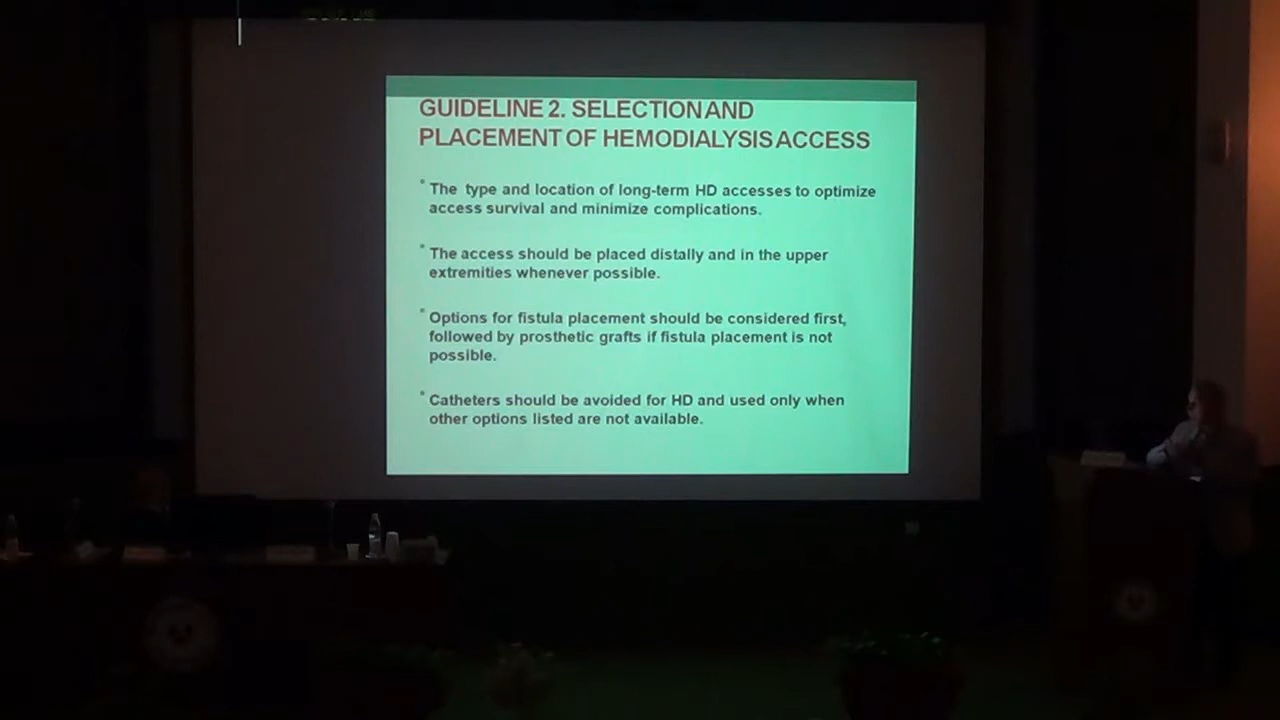 GUIDELINE 2. SELECTION AND
PLACEMENT OF HEMODIALYSIS ACCESS
* The type and location of long-term HD accesses to optimize
access survival and minimize complications.
* The access should be placed distally and in the upper
extremities whenever possible.
* Options for fistula placement should be considered first,
followed by prosthetic grafts if fistula placement is not
possible.
* Catheters should be avoided for HD and used only when
other options listed are not available.